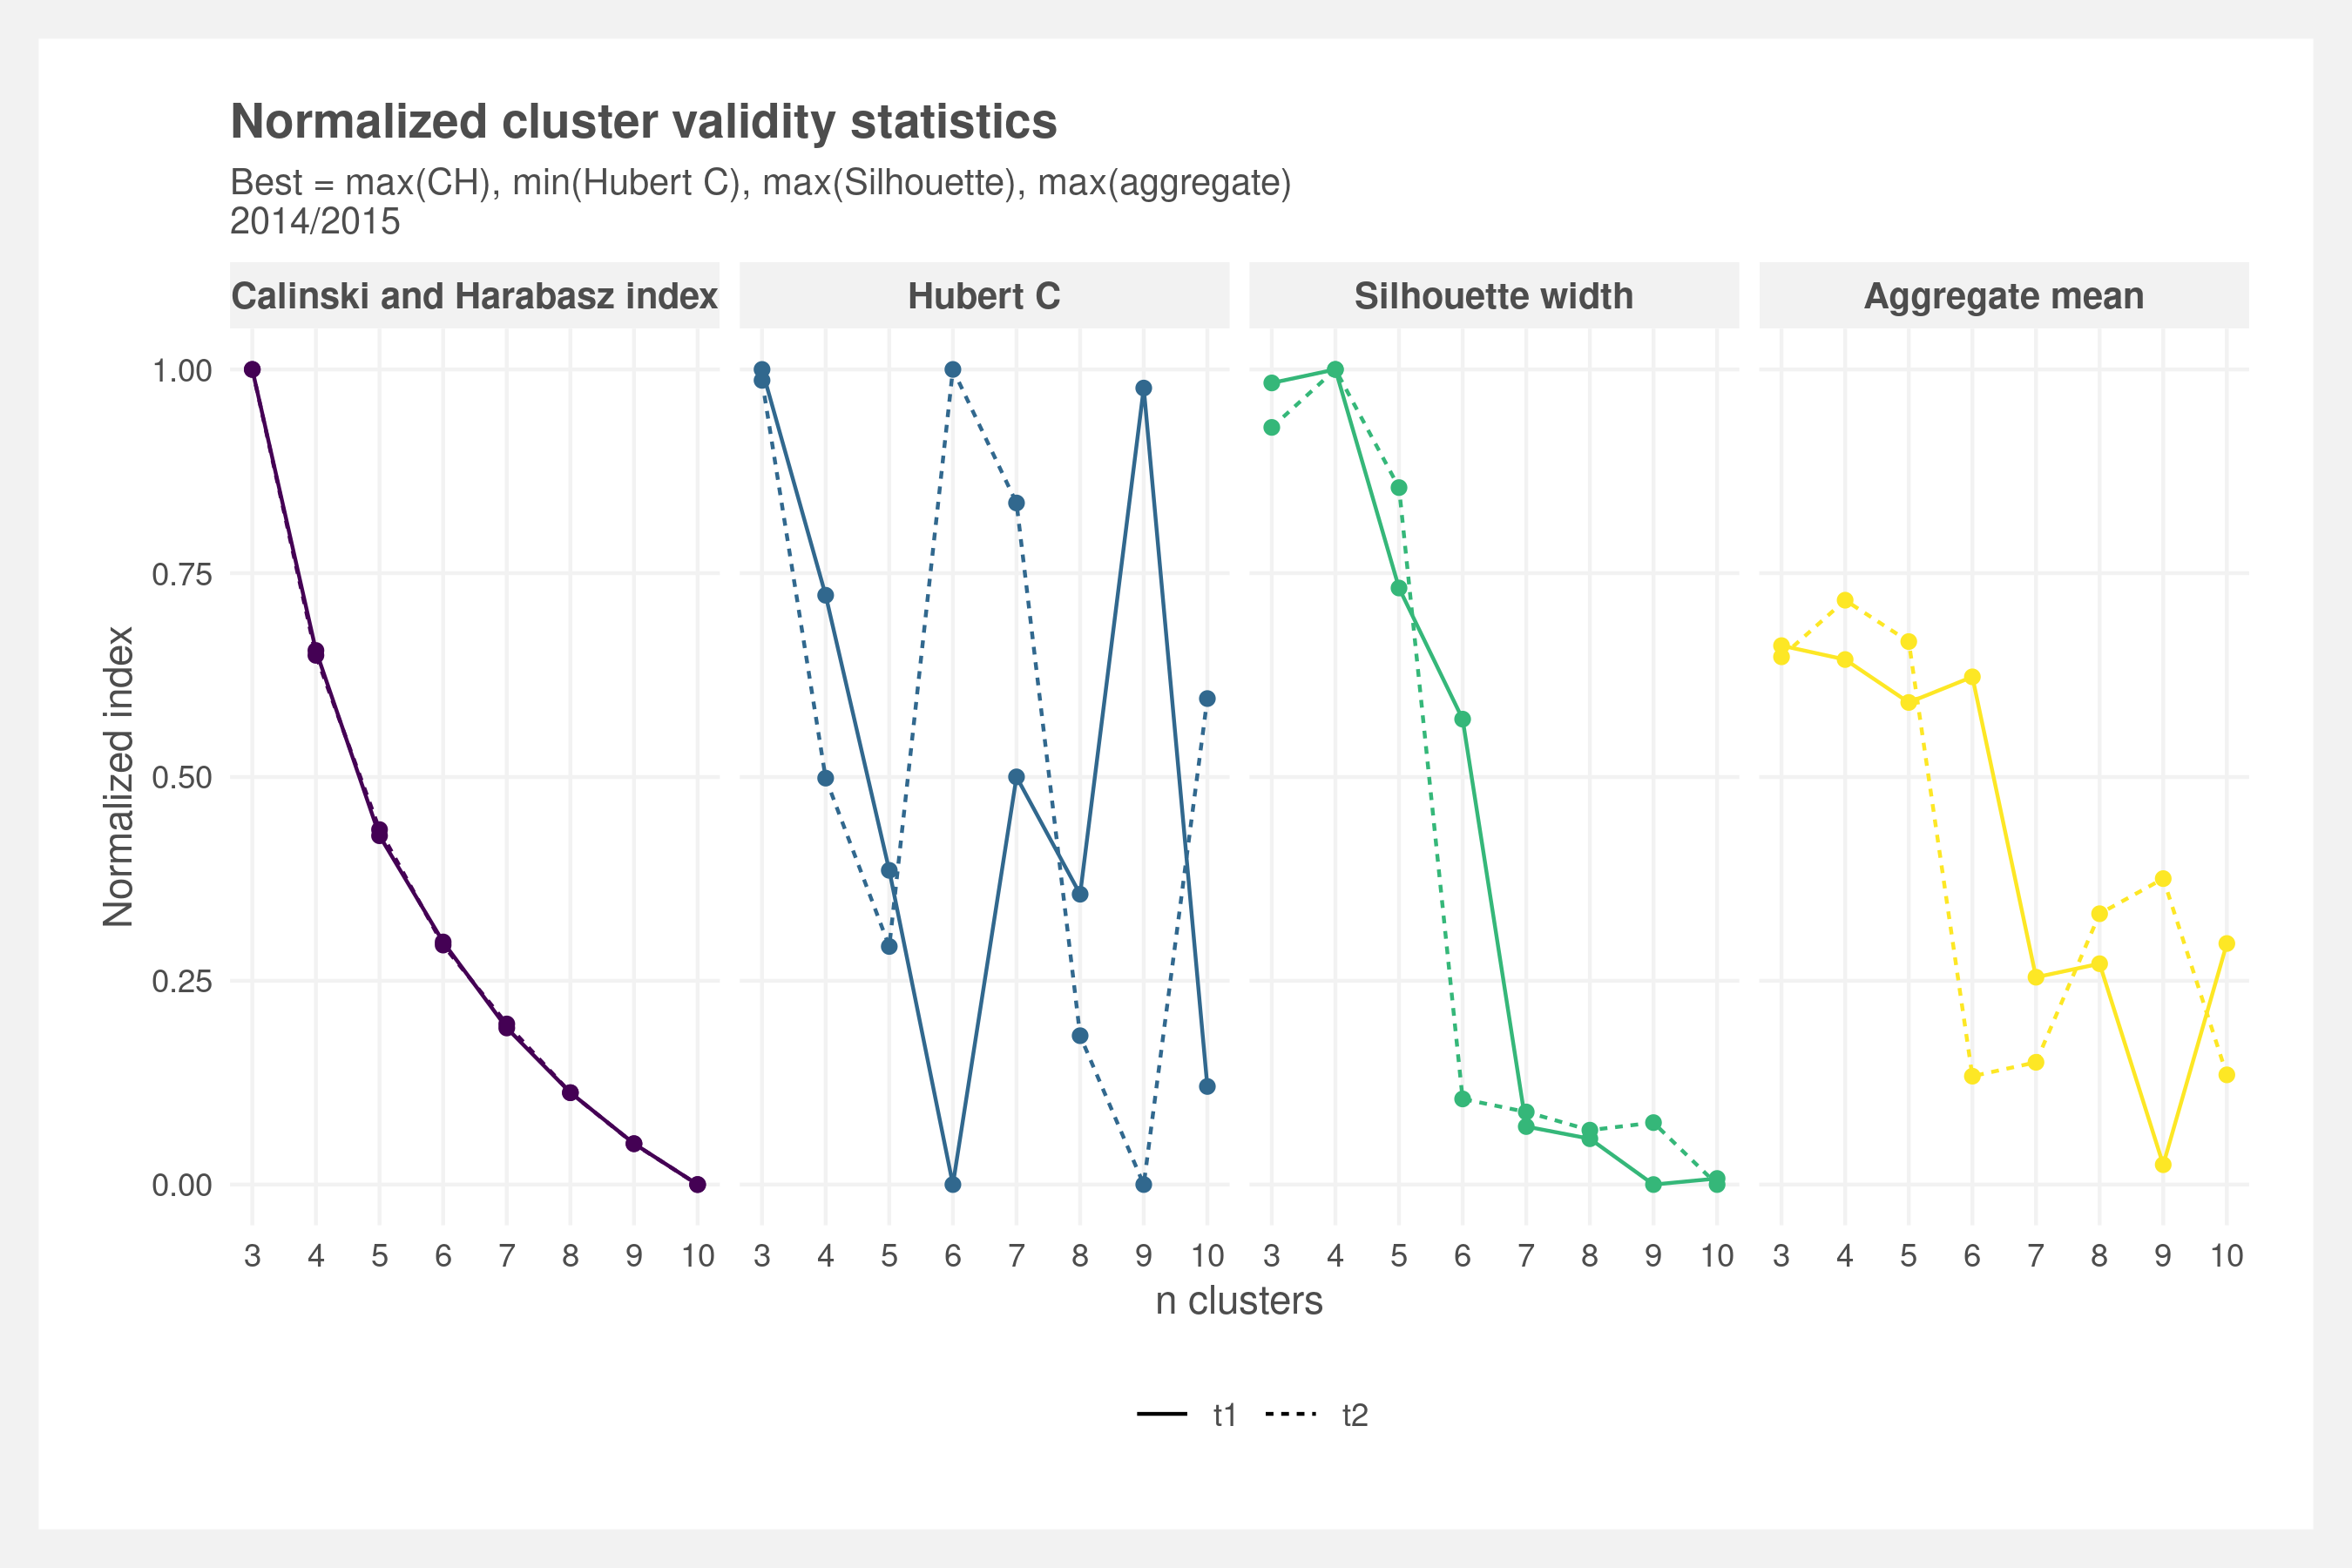 Normalized cluster validity statistics
Best = max(CH), min(Hubert C), max(Silhouette), max(aggregate)
2014/2015
Calinski and Harabasz index
Hubert C
Silhouette width
Aggregate mean
Normalized index
1.00
0.75
0.50
0.25
0.00
3 4 5 6 7 8 9 10
3 4 5 6 7 8 9 10
3 4 5 6 7 8 9 10
3 4 5 6 7 8 9 10
n clusters
t1 t2